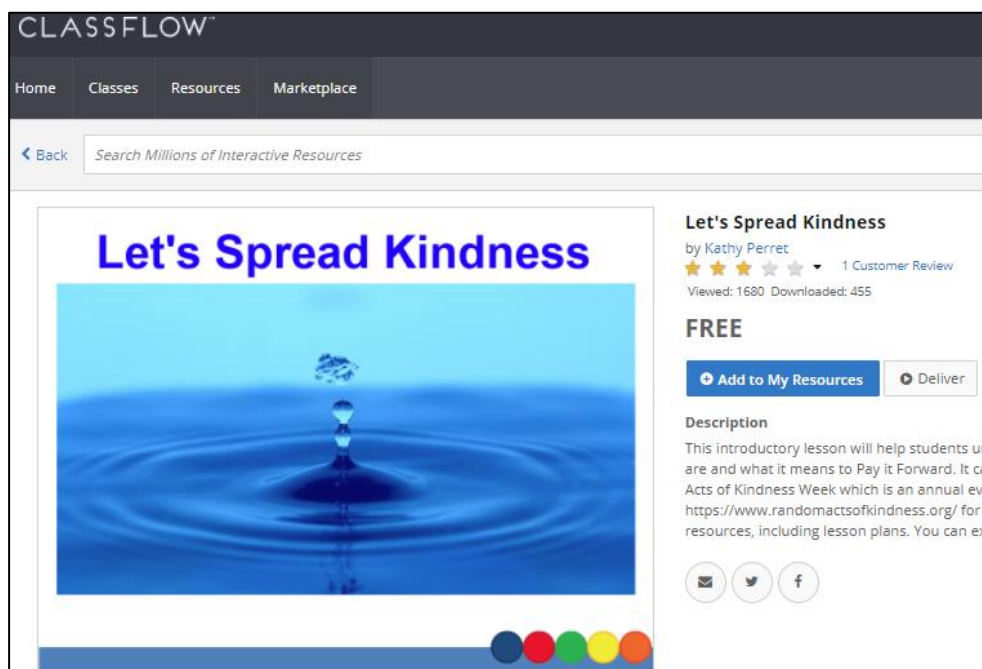 CLASSFLOW™
Home Classes Resources Marketplace
Back Search Millions of Interactive Resources
Let's Spread Kindness
Let's Spread Kindness
by Kathy Perret
1 Customer Review
Viewed: 1680 Downloaded: 455
FREE
Add to My Resources Deliver
Description
This introductory lesson will help students
are and what it means to Pay it Forward. It
Acts of Kindness Week which is an annual
https://www.randomactsofkindness.org/ for
resources, including lesson plans. You can